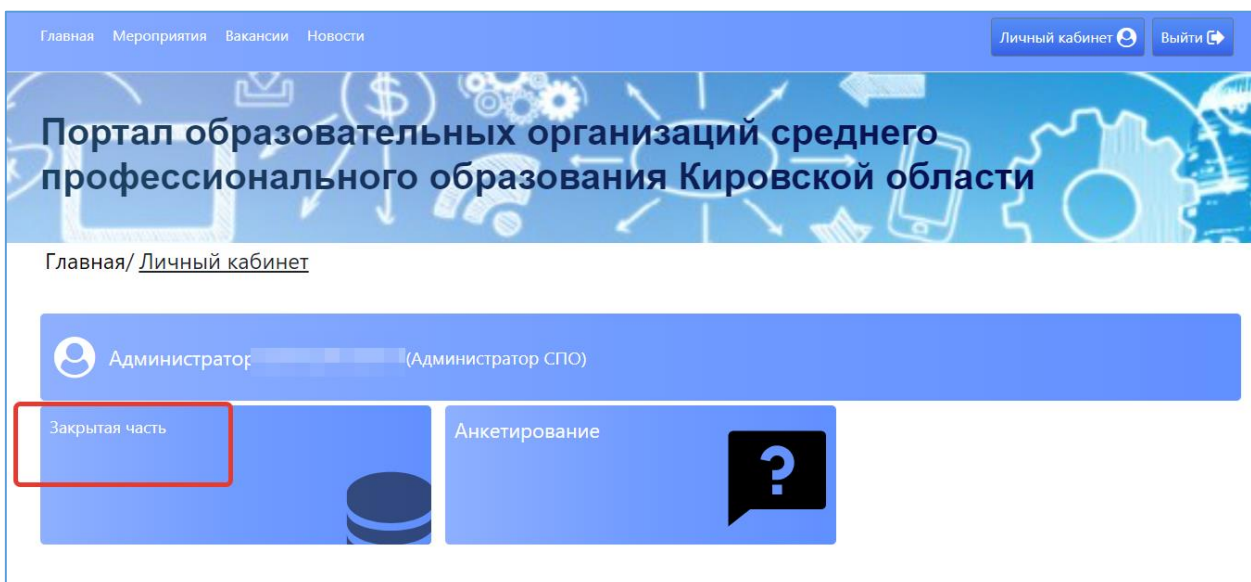 Главная Мероприятия Вакансии Новости
Личный кабинет Выйти
Портал образовательных организаций среднего
профессионального образования Кировской области
Главная/ Личный кабинет
Администратор (Администратор СПО)
Закрытая часть
Анкетирование
?